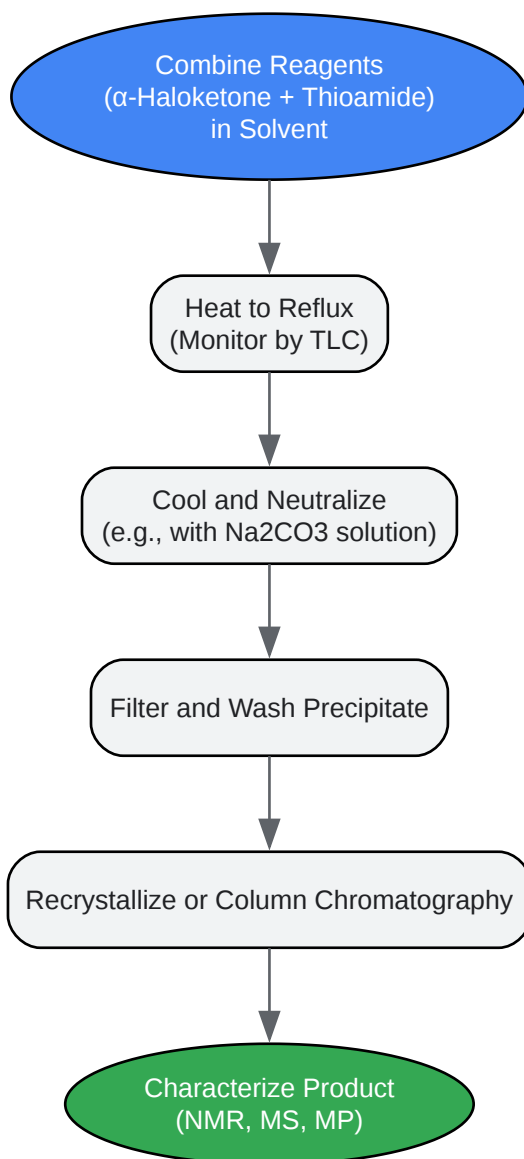 Combine Reagents
(α-Haloketone + Thioamide)
in Solvent
Heat to Reflux
(Monitor by TLC)
Cool and Neutralize
(e.g., with Na2CO3 solution)
Filter and Wash Precipitate
Recrystallize or Column Chromatography
Characterize Product
(NMR, MS, MP)